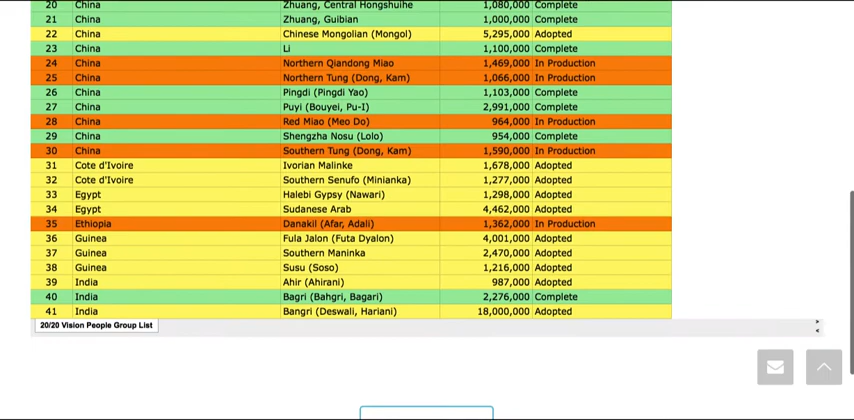 20 China Zhuang, Central Hongshuihe 1,080,000 Complete
21 China Zhuang, Guibian 1,000,000 Complete
22 China Chinese Mongolian (Mongol) 5,295,000 Adopted
23 China Li 1,100,000 Complete
24 China Northern Qiandong Miao 1,469,000 In Production
25 China Northern Tung (Dong, Kam) 1,066,000 In Production
26 China Pingdi (Pingdi Yao) 1,103,000 Complete
27 China Puyi (Bouyei, Pu-I) 2,991,000 Complete
28 China Red Miao (Meo Do) 964,000 In Production
29 China Shengzha Nosu (Lolo) 954,000 Complete
30 China Southern Tung (Dong, Kam) 1,590,000 In Production
31 Cote d'Ivoire Ivorian Malinke 1,678,000 Adopted
32 Cote d'Ivoire Southern Senufo (Minianka) 1,277,000 Adopted
33 Egypt Halebi Gypsy (Nawari) 1,298,000 Adopted
34 Egypt Sudanese Arab 4,462,000 Adopted
35 Ethiopia Danakil (Afar, Adali) 1,362,000 In Production
36 Guinea Fula Jalon (Futa Dyalon) 4,001,000 Adopted
37 Guinea Southern Maninka 2,470,000 Adopted
38 Guinea Susu (Soso) 1,216,000 Adopted
39 India Ahir (Ahirani) 987,000 Adopted
40 India Bagri (Bahgri, Bagari) 2,276,000 Complete
41 India Bangri (Deswali, Hariani) 18,000,000 Adopted
20/20 Vision People Group List